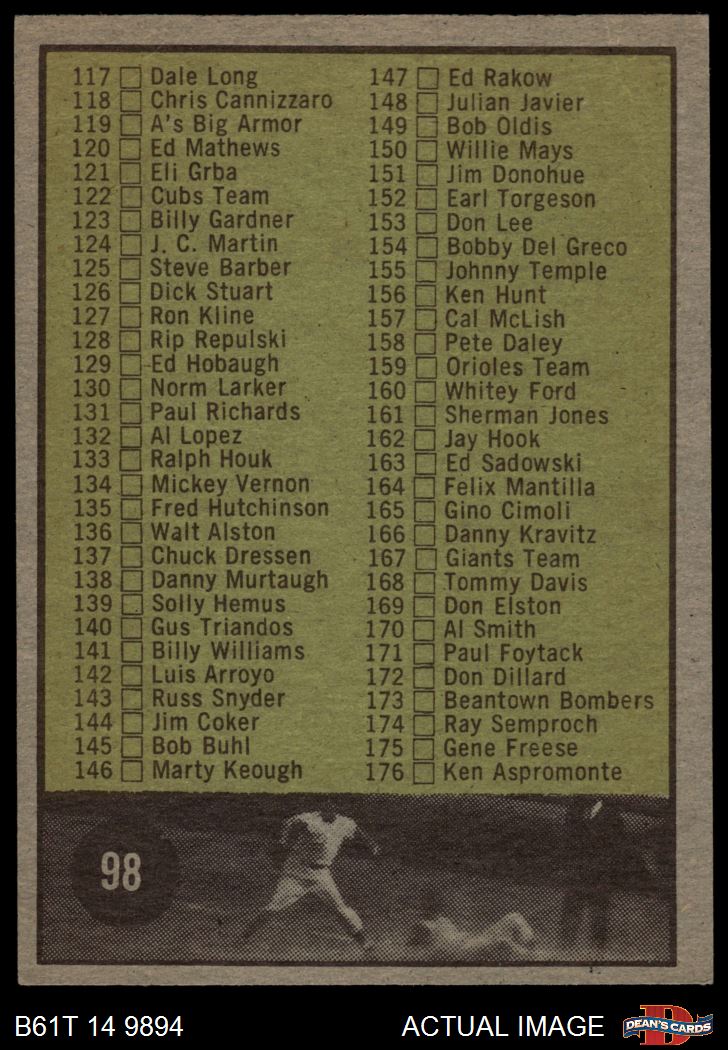 117 Dale Long
118 Chris Cannizzaro
119 A's Big Armor
120 Ed Mathews
121 Eli Grba
122 Cubs Team
123 Billy Gardner
124 J. C. Martin
125 Steve Barber
126 Dick Stuart
127 Ron Kline
128 Rip Repulski
129 Ed Hobaugh
130 Norm Larker
131 Paul Richards
132 Al Lopez
133 Ralph Houk
134 Mickey Vernon
135 Fred Hutchinson
136 Walt Alston
137 Chuck Dressen
138 Danny Murtaugh
139 Solly Hemus
140 Gus Triandos
141 Billy Williams
142 Luis Arroyo
143 Russ Snyder
144 Jim Coker
145 Bob Buhl
146 Marty Keough
147 Ed Rakow
148 Julian Javier
149 Bob Oldis
150 Willie Mays
151 Jim Donohue
152 Earl Torgeson
153 Don Lee
154 Bobby Del Greco
155 Johnny Temple
156 Ken Hunt
157 Cal McLish
158 Pete Daley
159 Orioles Team
160 Whitey Ford
161 Sherman Jones
162 Jay Hook
163 Ed Sadowski
164 Felix Mantilla
165 Gino Cimoli
166 Danny Kravitz
167 Giants Team
168 Tommy Davis
169 Don Elston
170 Al Smith
171 Paul Foytack
172 Don Dillard
173 Beantown Bombers
174 Ray Semproch
175 Gene Freese
176 Ken Aspromonte
98
B61T 14 9894
ACTUAL IMAGE
D
DEAN'S CARDS